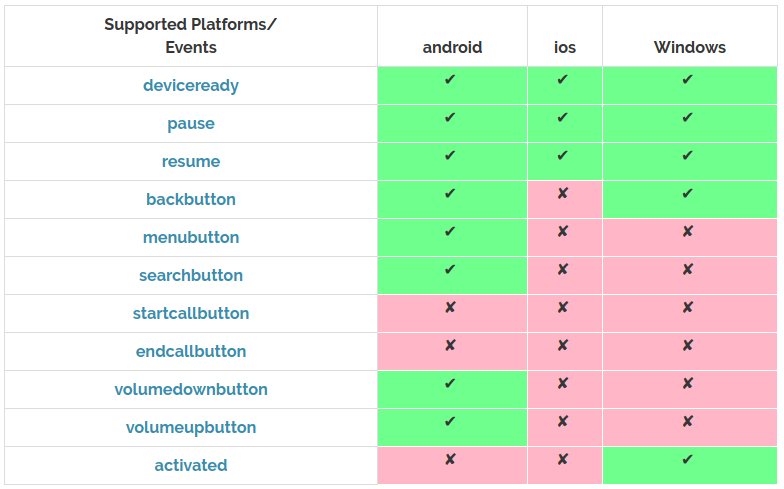 Supported Platforms/
Events android ios Windows
deviceready ✔ ✔ ✔
pause ✔ ✔ ✔
resume ✔ ✔ ✔
backbutton ✔ ✘ ✔
menubutton ✔ ✘ ✘
searchbutton ✔ ✘ ✘
startcallbutton ✘ ✘ ✘
endcallbutton ✘ ✘ ✘
volumedownbutton ✔ ✘ ✘
volumeupbutton ✔ ✘ ✘
activated ✘ ✘ ✔